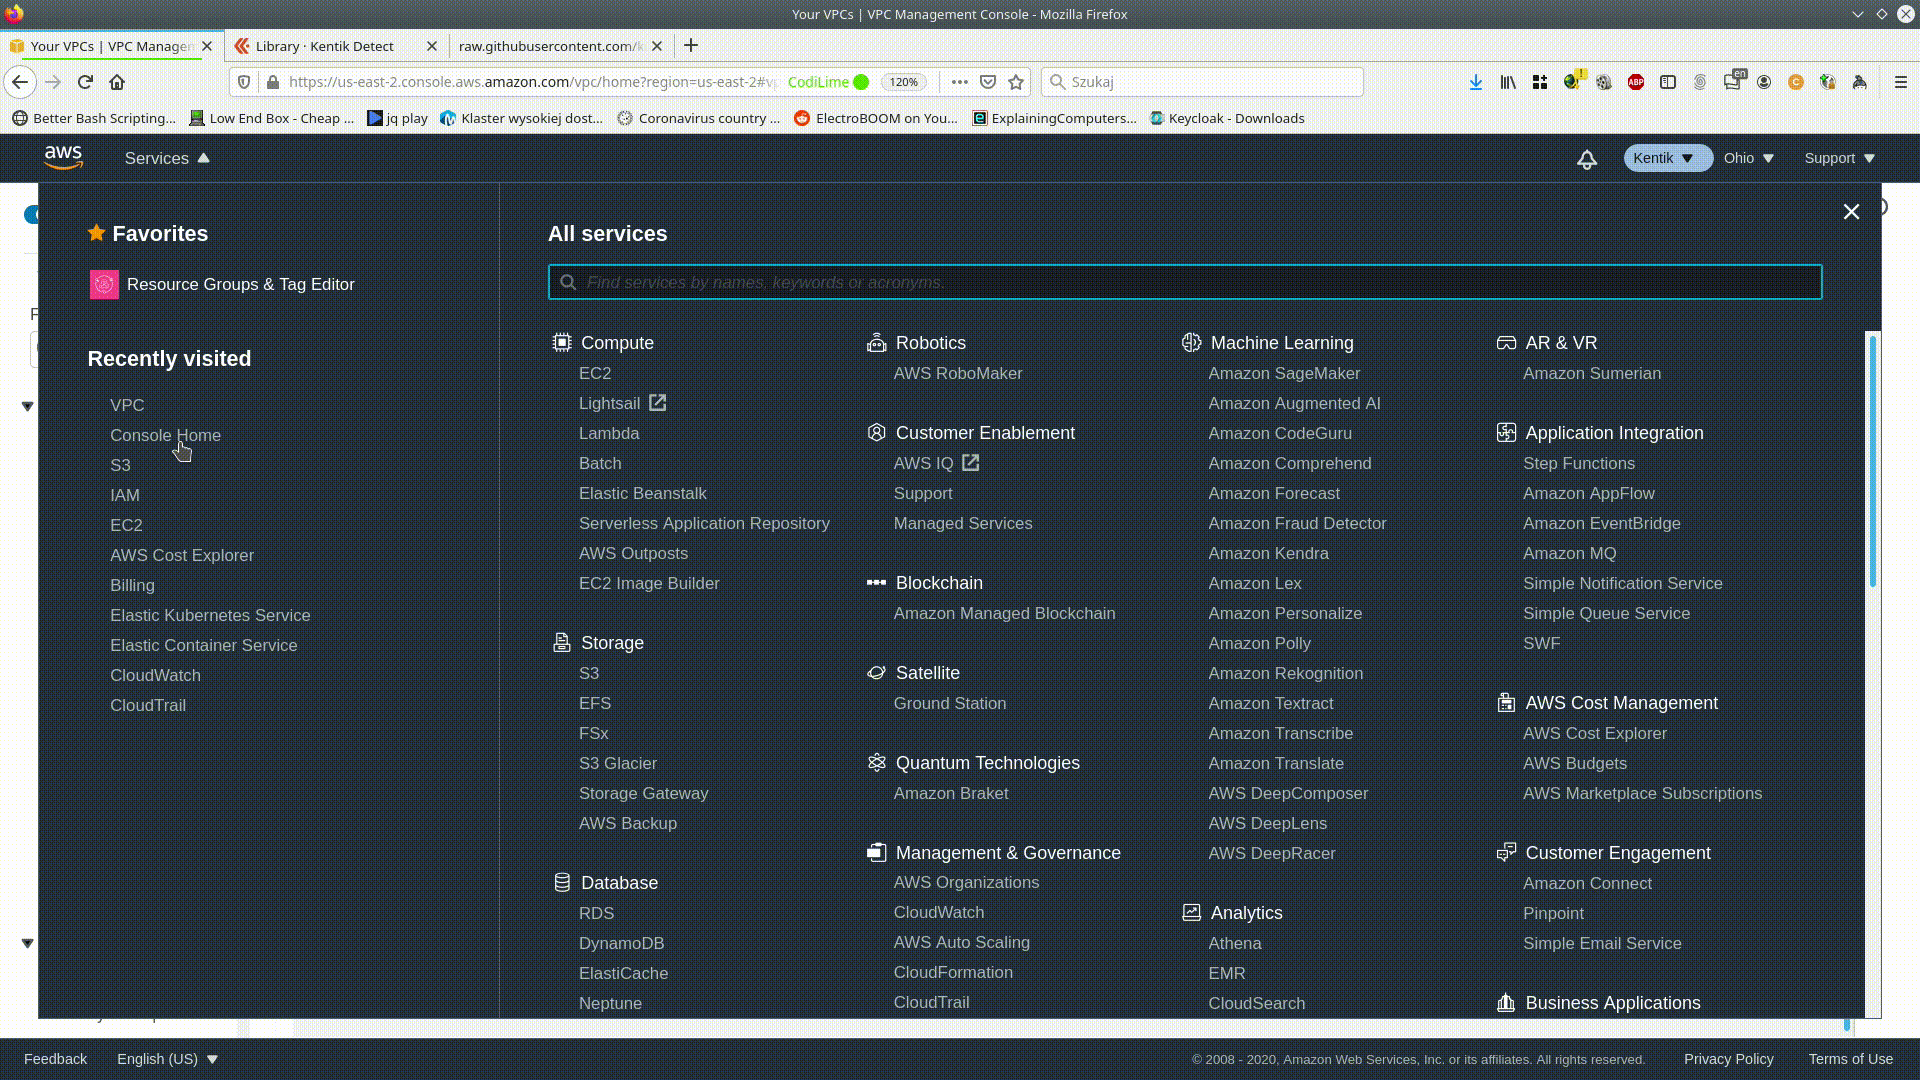 Your VPCs | VPC Management Console - Mozilla Firefox
Your VPCs | VPC Managen
Library · Kentik Detect
raw.githubusercontent.com/k
https://us-east-2.console.aws.amazon.com/vpc/home?region=us-east-2#vp
CodiLime
120%
Szukaj
en
ABP
Better Bash Scripting...
Low End Box - Cheap ...
jq play
Klaster wysokiej dost...
Coronavirus country ...
ElectroBOOM on You...
ExplainingComputers...
Keycloak - Downloads
aws
Services
Kentik
Ohio
Support
Favorites
Resource Groups & Tag Editor
Recently visited
VPC
Console Home
S3
IAM
EC2
AWS Cost Explorer
Billing
Elastic Kubernetes Service
Elastic Container Service
CloudWatch
CloudTrail
All services
Find services by names, keywords or acronyms.
Compute
EC2
Lightsail
Lambda
Batch
Elastic Beanstalk
Serverless Application Repository
AWS Outposts
EC2 Image Builder
Storage
S3
EFS
FSx
S3 Glacier
Storage Gateway
AWS Backup
Database
RDS
DynamoDB
ElastiCache
Neptune
Robotics
AWS RoboMaker
Customer Enablement
AWS IQ
Support
Managed Services
Blockchain
Amazon Managed Blockchain
Satellite
Ground Station
Quantum Technologies
Amazon Braket
Management & Governance
AWS Organizations
CloudWatch
AWS Auto Scaling
CloudFormation
CloudTrail
Machine Learning
Amazon SageMaker
Amazon Augmented AI
Amazon CodeGuru
Amazon Comprehend
Amazon Forecast
Amazon Fraud Detector
Amazon Kendra
Amazon Lex
Amazon Personalize
Amazon Polly
Amazon Rekognition
Amazon Textract
Amazon Transcribe
Amazon Translate
AWS DeepComposer
AWS DeepLens
AWS DeepRacer
Analytics
Athena
EMR
CloudSearch
AR & VR
Amazon Sumerian
Application Integration
Step Functions
Amazon AppFlow
Amazon EventBridge
Amazon MQ
Simple Notification Service
Simple Queue Service
SWF
AWS Cost Management
AWS Cost Explorer
AWS Budgets
AWS Marketplace Subscriptions
Customer Engagement
Amazon Connect
Pinpoint
Simple Email Service
Business Applications
Feedback
English (US)
© 2008 - 2020, Amazon Web Services, Inc. or its affiliates. All rights reserved.
Privacy Policy
Terms of Use